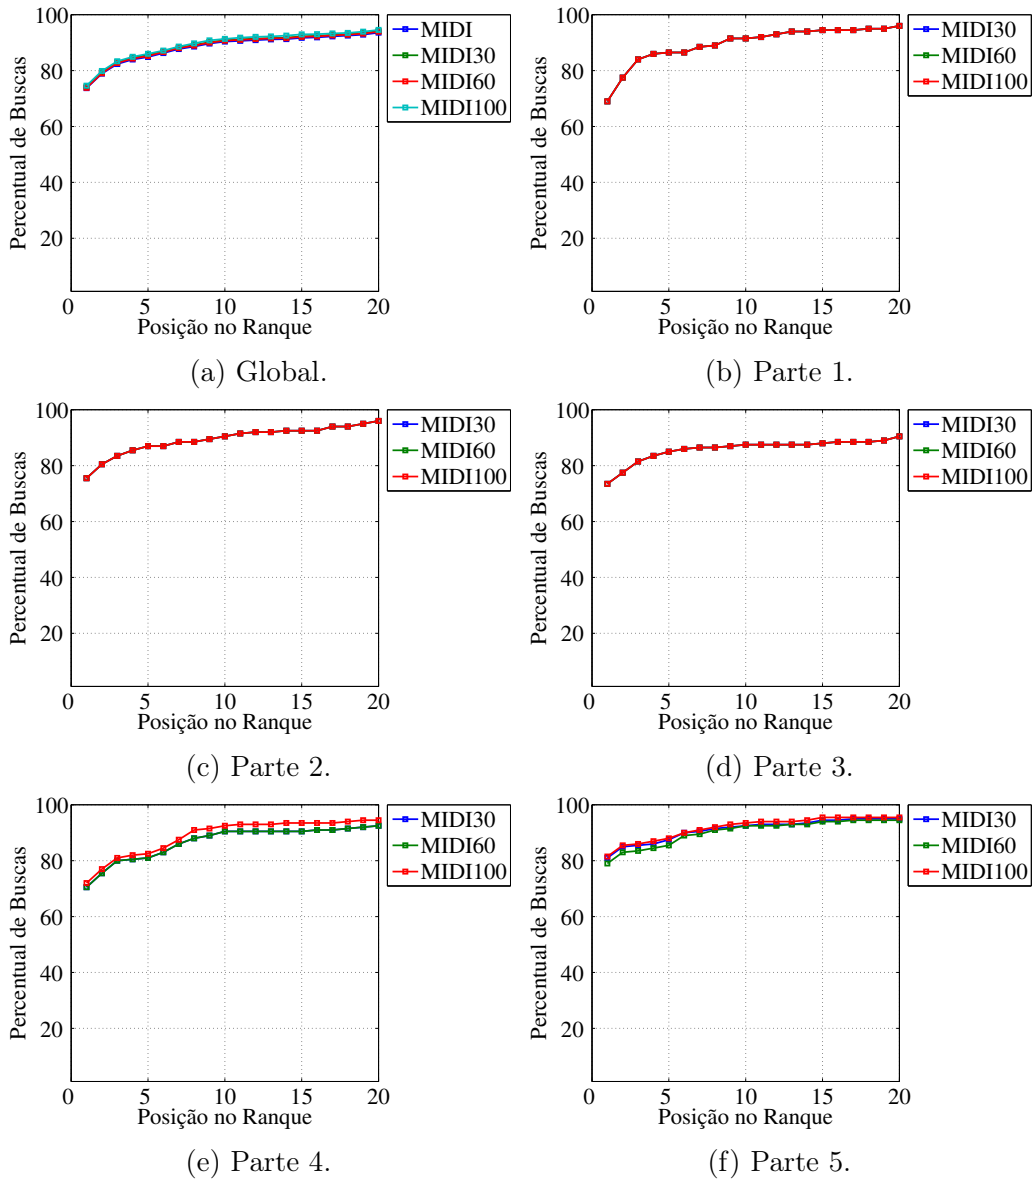 Percentual de Buscas
100
80
60
40
20
0
5
10
15
20
Posição no Ranque
MIDI
MIDI30
MIDI60
MIDI100
(a) Global.
Percentual de Buscas
100
80
60
40
20
0
5
10
15
20
Posição no Ranque
MIDI30
MIDI60
MIDI100
(b) Parte 1.
Percentual de Buscas
100
80
60
40
20
0
5
10
15
20
Posição no Ranque
MIDI30
MIDI60
MIDI100
(c) Parte 2.
Percentual de Buscas
100
80
60
40
20
0
5
10
15
20
Posição no Ranque
MIDI30
MIDI60
MIDI100
(d) Parte 3.
Percentual de Buscas
100
80
60
40
20
0
5
10
15
20
Posição no Ranque
MIDI30
MIDI60
MIDI100
(e) Parte 4.
Percentual de Buscas
100
80
60
40
20
0
5
10
15
20
Posição no Ranque
MIDI30
MIDI60
MIDI100
(f) Parte 5.